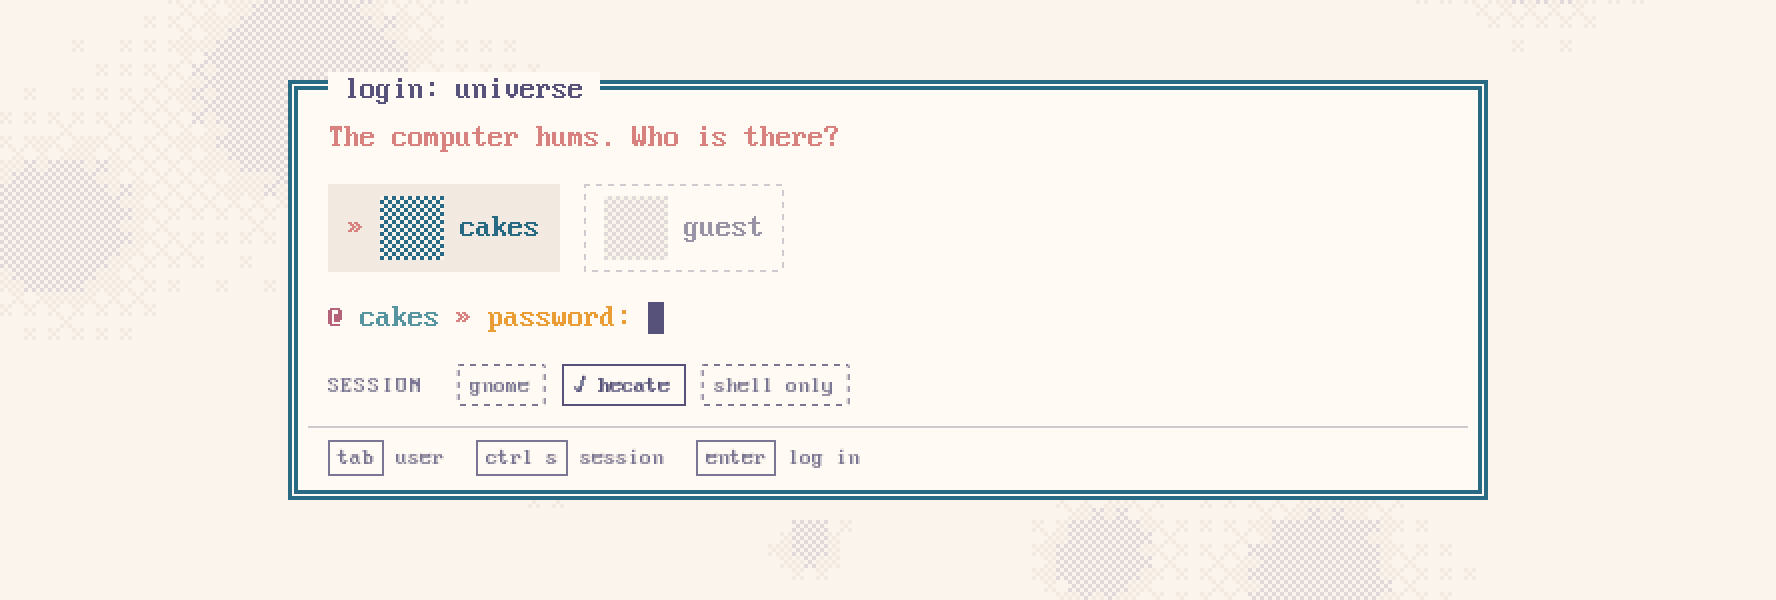 login: universe
The computer hums. Who is there?
» cakes guest
@ cakes » password:
SESSION gnome √ hecate shell only
tab user ctrl s session enter log in